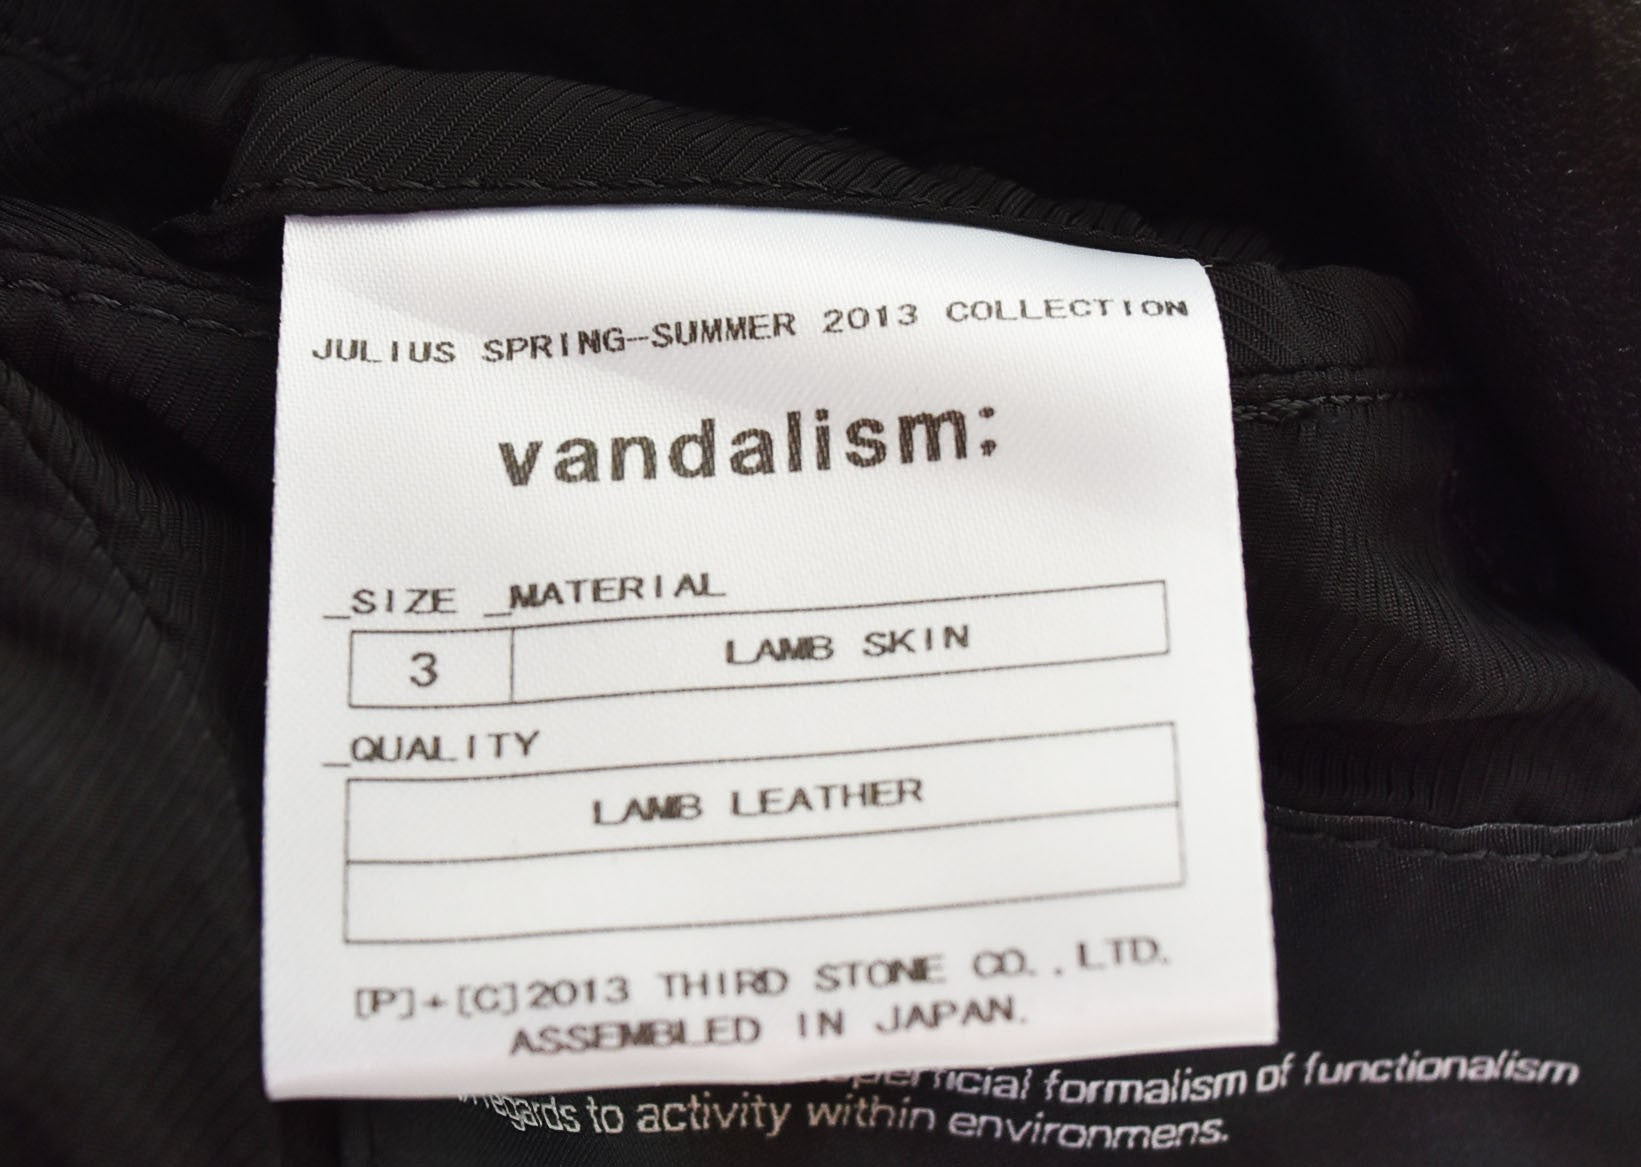 JULIUS SPRING-SUMMER 2013 COLLECTION
vandalism;
_SIZE _MATERIAL
3 LAMB SKIN
_QUALITY
LAMB LEATHER
[P]+[C]2013 THIRD STONE CO.,LTD.
ASSEMBLED IN JAPAN.
formalism of functionalism
regards to activity within environmens.